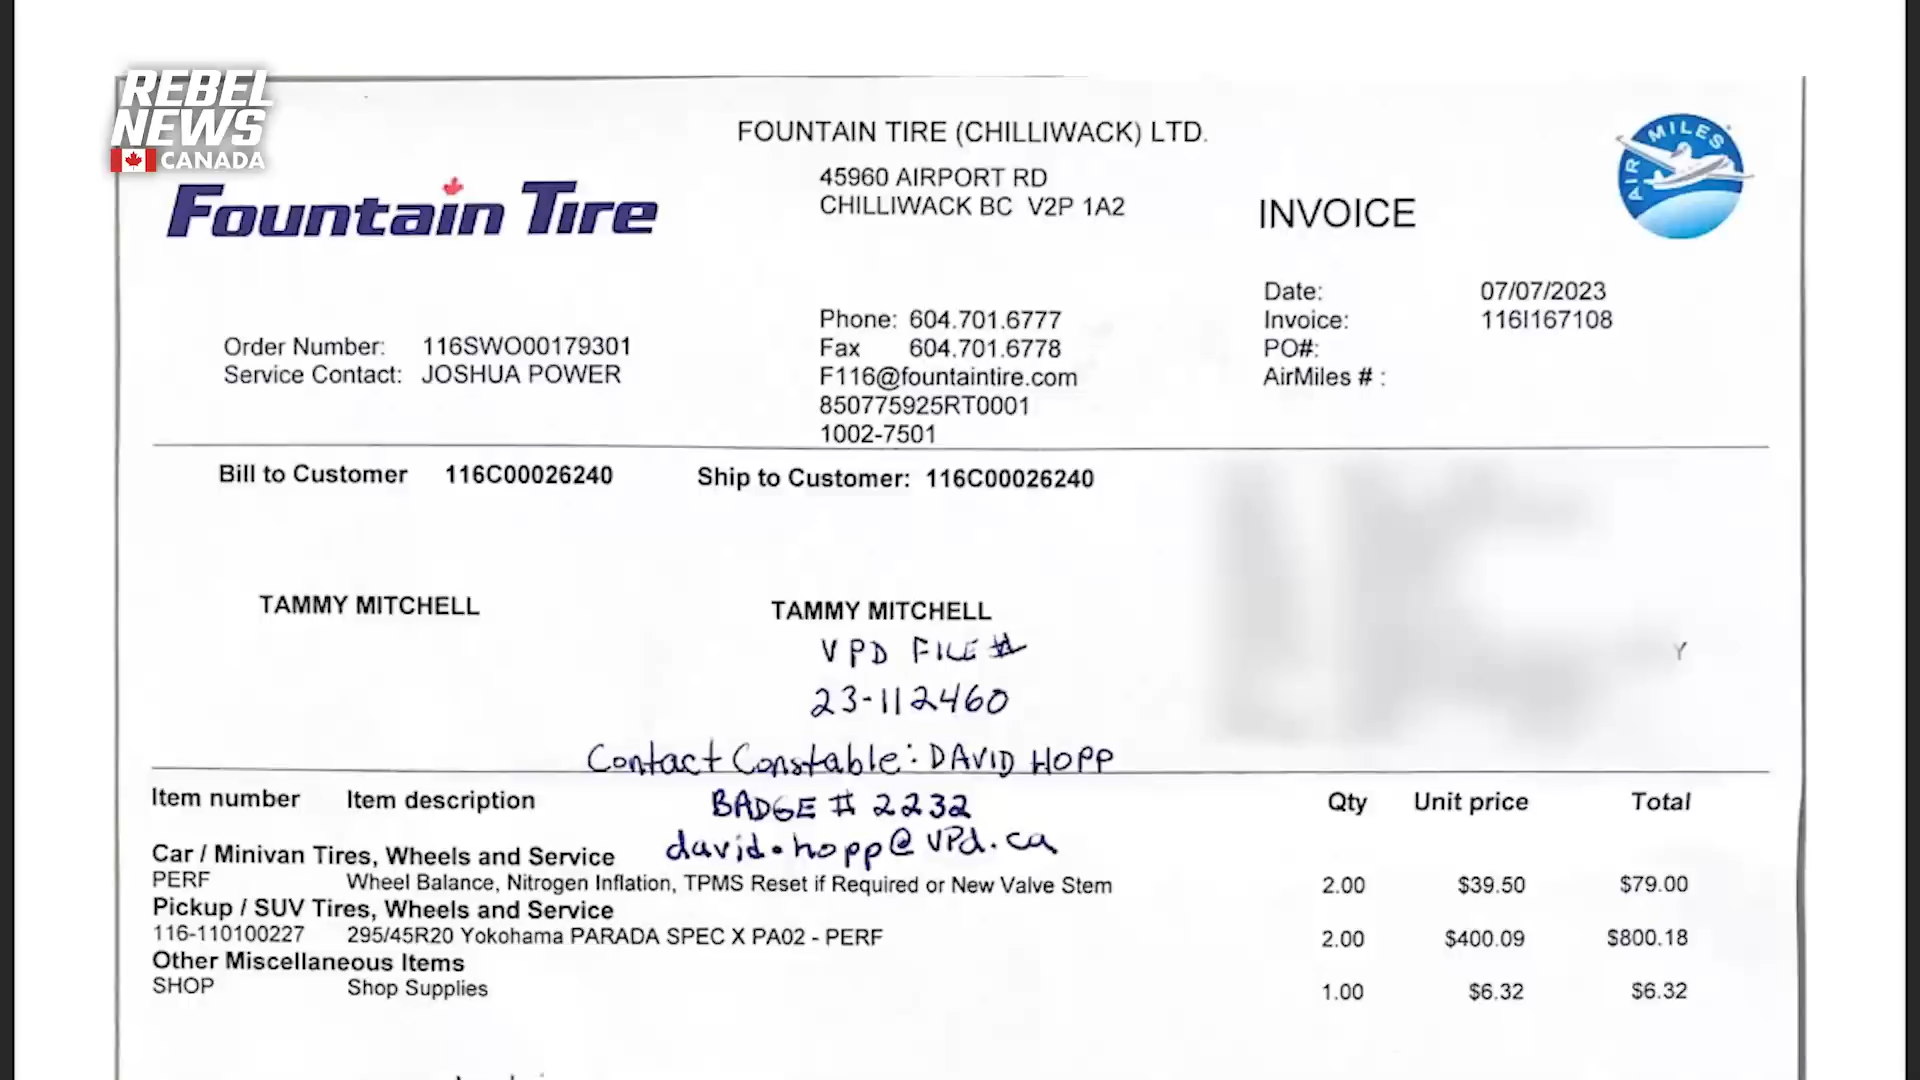 REBEL
NEWS
CANADA
Fountain Tire
FOUNTAIN TIRE (CHILLIWACK) LTD.
45960 AIRPORT RD
CHILLIWACK BC V2P 1A2
INVOICE
AIR MILES
Date: 07/07/2023
Invoice: 116I167108
PO#:
AirMiles # :
Order Number: 116SWO00179301
Service Contact: JOSHUA POWER
Phone: 604.701.6777
Fax 604.701.6778
F116@fountaintire.com
850775925RT0001
1002-7501
Bill to Customer 116C00026240
Ship to Customer: 116C00026240
TAMMY MITCHELL
TAMMY MITCHELL
VPD FILE #
23-112460
Y
Contact Constable: DAVID HOPP
BADGE # 2232
david.hopp@vpd.ca
Item number Item description Qty Unit price Total
Car / Minivan Tires, Wheels and Service
PERF Wheel Balance, Nitrogen Inflation, TPMS Reset if Required or New Valve Stem 2.00 $39.50 $79.00
Pickup / SUV Tires, Wheels and Service
116-110100227 295/45R20 Yokohama PARADA SPEC X PA02 - PERF 2.00 $400.09 $800.18
Other Miscellaneous Items
SHOP Shop Supplies 1.00 $6.32 $6.32